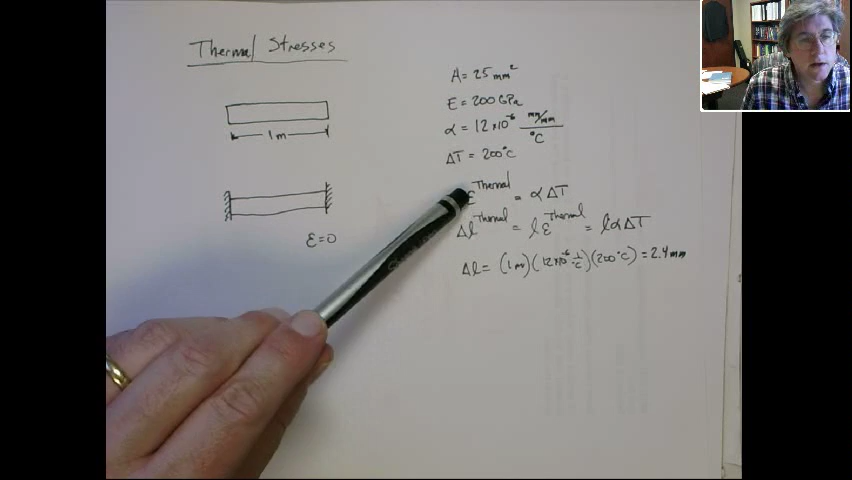 Thermal Stresses
A = 25 mm²
E = 200 GPa
α = 12×10⁻⁶ mm/mm/°C
ΔT = 200°C
1 m
ε Thermal = α ΔT
Δl Thermal = l ε Thermal = l α ΔT
ε = 0
Δl = (1 m)(12×10⁻⁶ 1/°C)(200°C) = 2.4 mm